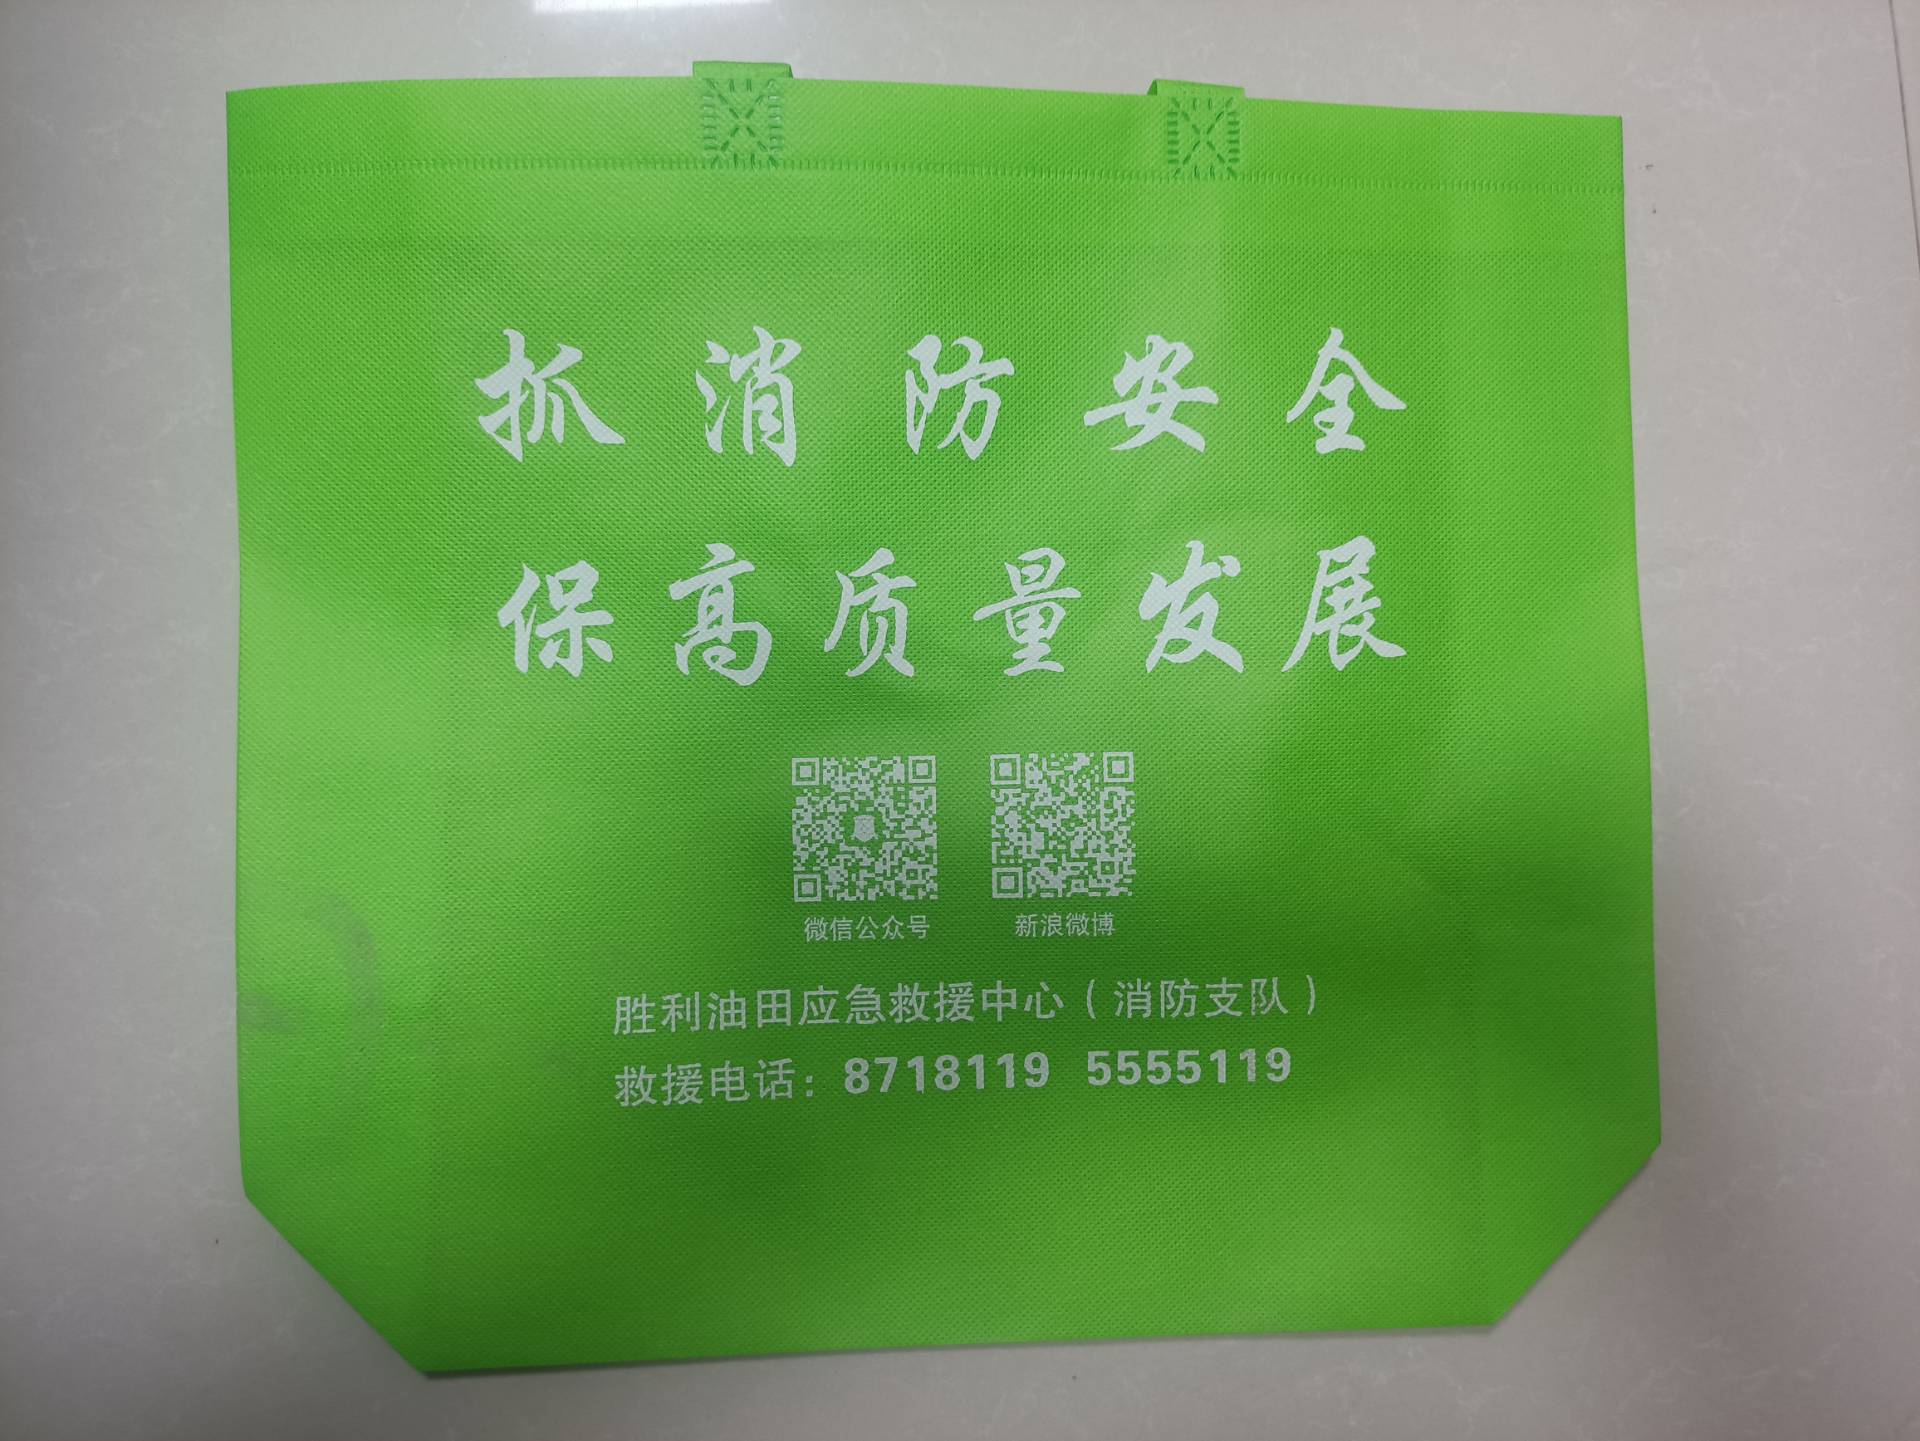 抓消防安全
保高质量发展
微信公众号 新浪微博
胜利油田应急救援中心（消防支队）
救援电话：8718119 5555119